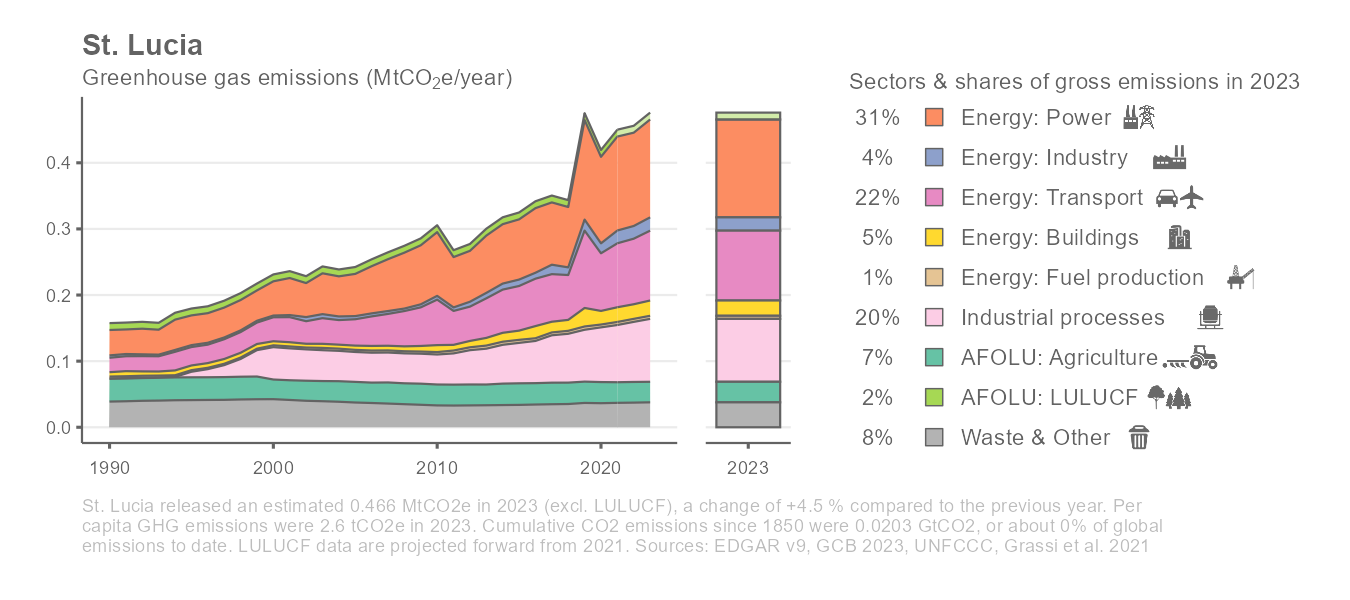 St. Lucia
Greenhouse gas emissions (MtCO₂e/year)
0.4
0.3
0.2
0.1
0.0
1990
2000
2010
2020
2023
Sectors & shares of gross emissions in 2023
31% Energy: Power
4% Energy: Industry
22% Energy: Transport
5% Energy: Buildings
1% Energy: Fuel production
20% Industrial processes
7% AFOLU: Agriculture
2% AFOLU: LULUCF
8% Waste & Other
St. Lucia released an estimated 0.466 MtCO2e in 2023 (excl. LULUCF), a change of +4.5 % compared to the previous year. Per
capita GHG emissions were 2.6 tCO2e in 2023. Cumulative CO2 emissions since 1850 were 0.0203 GtCO2, or about 0% of global
emissions to date. LULUCF data are projected forward from 2021. Sources: EDGAR v9, GCB 2023, UNFCCC, Grassi et al. 2021